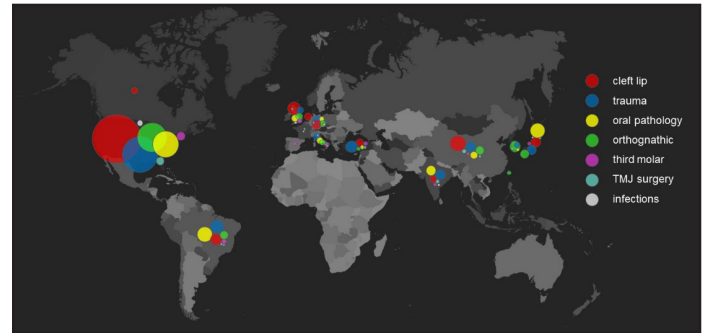 cleft lip
trauma
oral pathology
orthognathic
third molar
TMJ surgery
infections